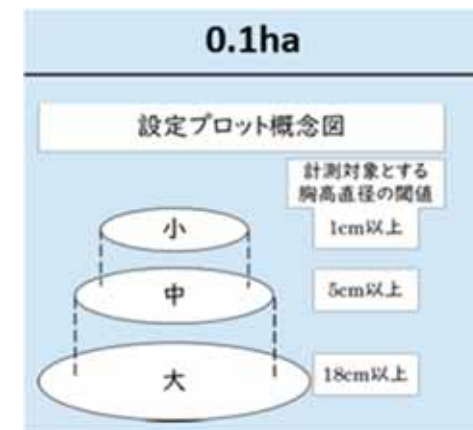 0.1ha
設定プロット概念図
計測対象とする
胸高直径の閾値
小
1cm以上
中
5cm以上
大
18cm以上